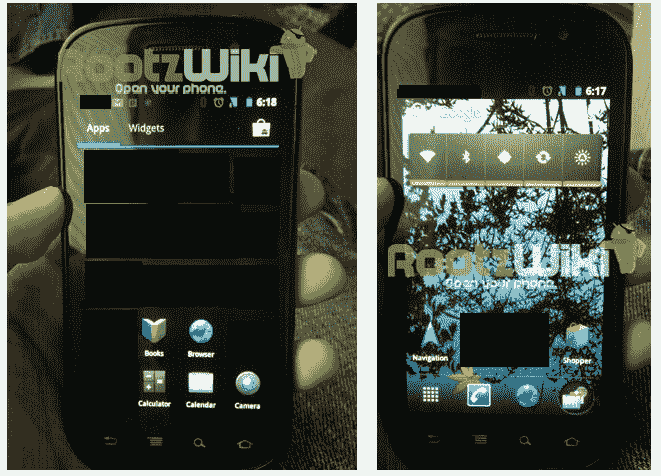 RootzWiki
Open your phone.
6:18
Apps Widgets
Books Browser
Calculator Calendar Camera
6:17
Google
RootzWiki
Open your phone.
Navigation Shopper